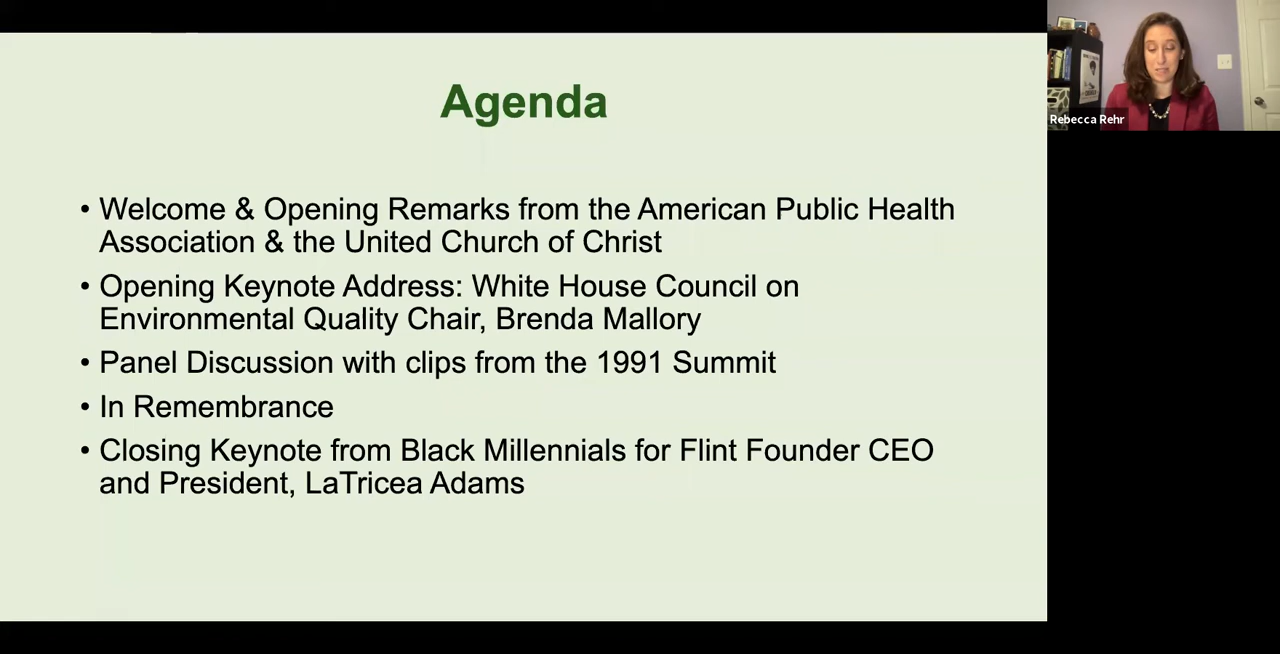 Agenda
• Welcome & Opening Remarks from the American Public Health
Association & the United Church of Christ
• Opening Keynote Address: White House Council on
Environmental Quality Chair, Brenda Mallory
• Panel Discussion with clips from the 1991 Summit
• In Remembrance
• Closing Keynote from Black Millennials for Flint Founder CEO
and President, LaTricea Adams
Rebecca Rehr